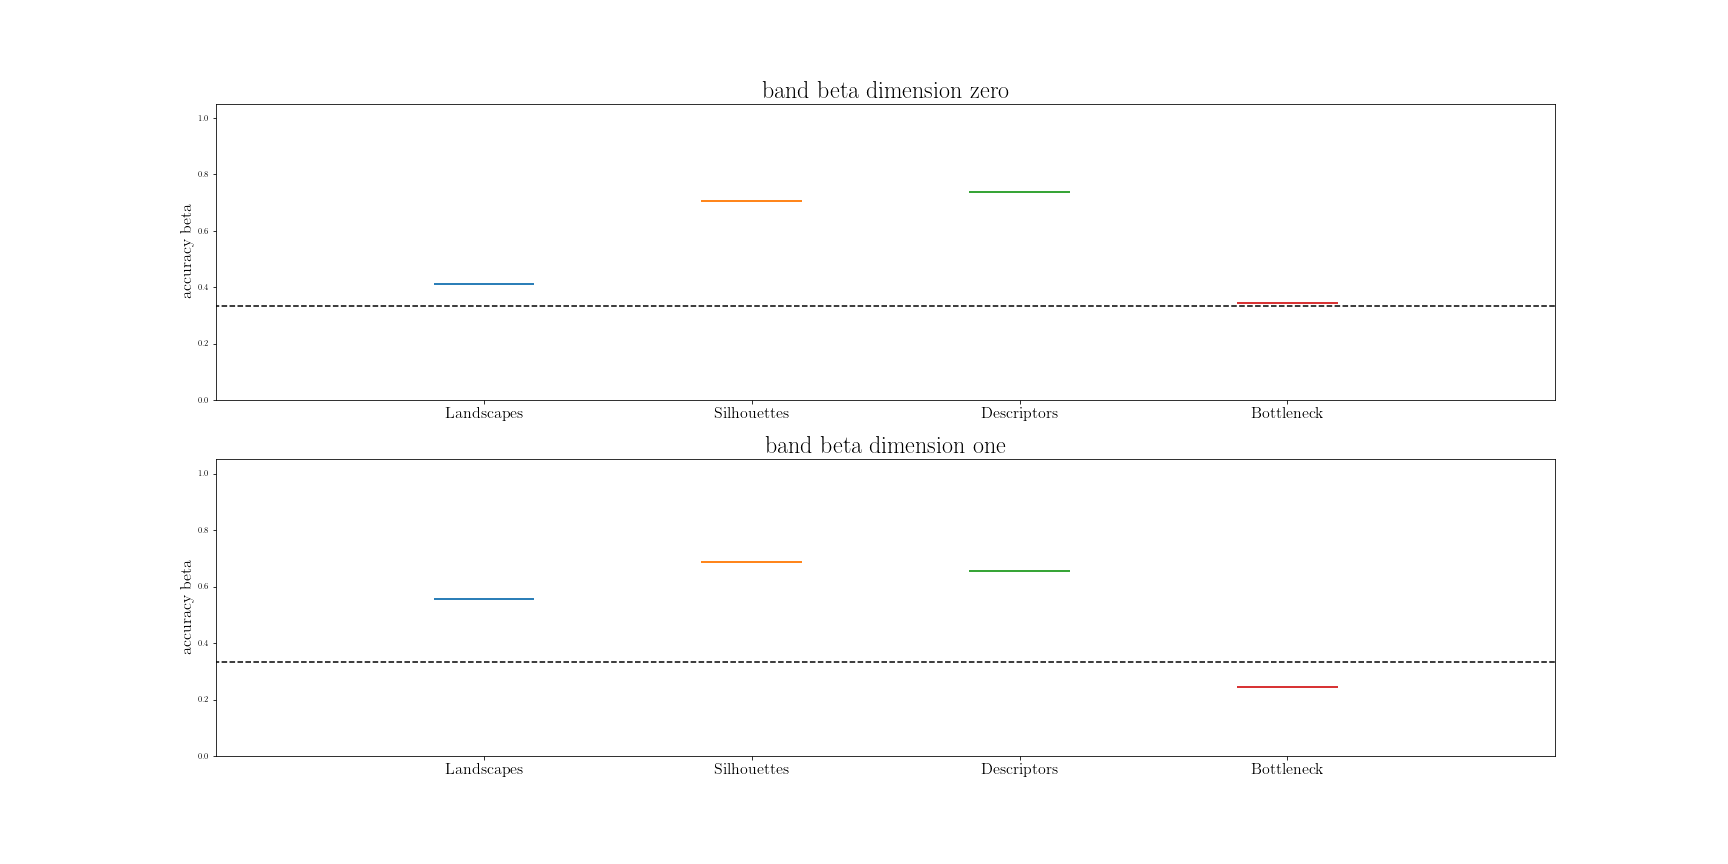 band beta dimension zero
1.0
0.8
0.6
0.4
0.2
0.0
accuracy beta
Landscapes Silhouettes Descriptors Bottleneck
band beta dimension one
1.0
0.8
0.6
0.4
0.2
0.0
accuracy beta
Landscapes Silhouettes Descriptors Bottleneck